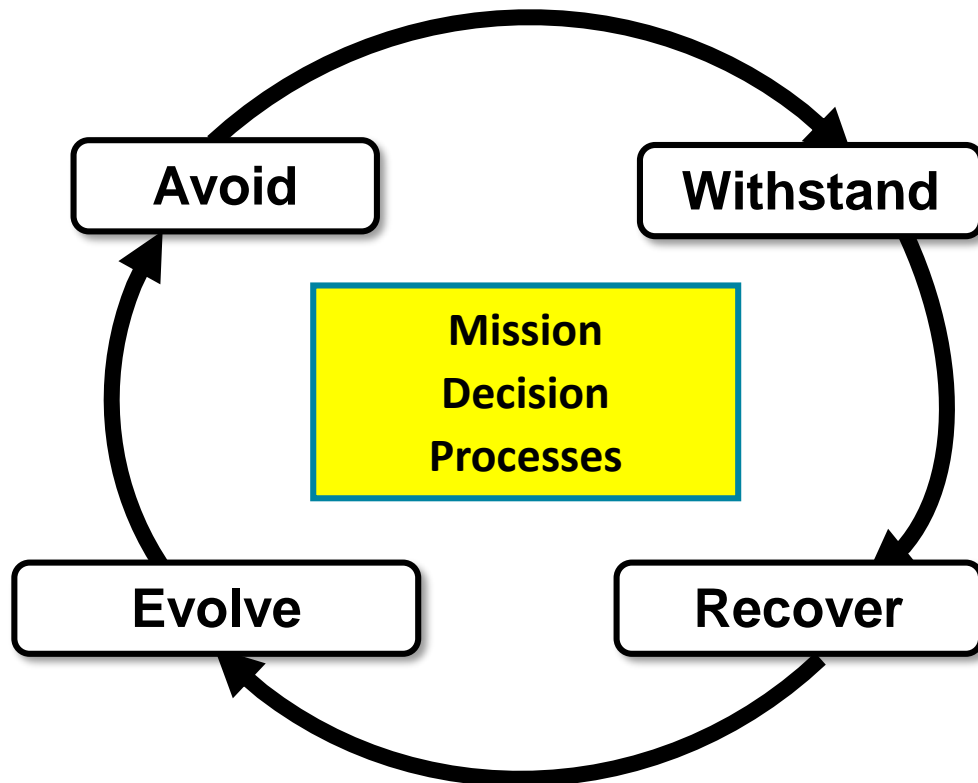 Avoid
Withstand
Mission
Decision
Processes
Evolve
Recover